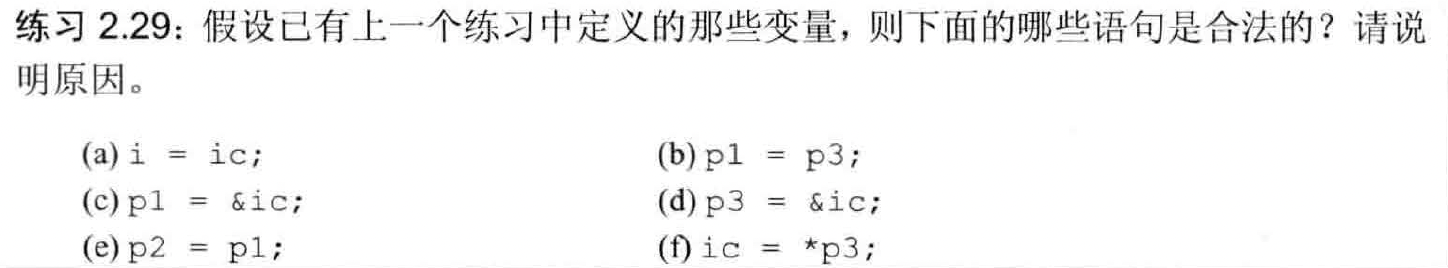 练习 2.29：假设已有上一个练习中定义的那些变量，则下面的哪些语句是合法的？请说
明原因。
(a) i = ic; (b) p1 = p3;
(c) p1 = &ic; (d) p3 = &ic;
(e) p2 = p1; (f) ic = *p3;